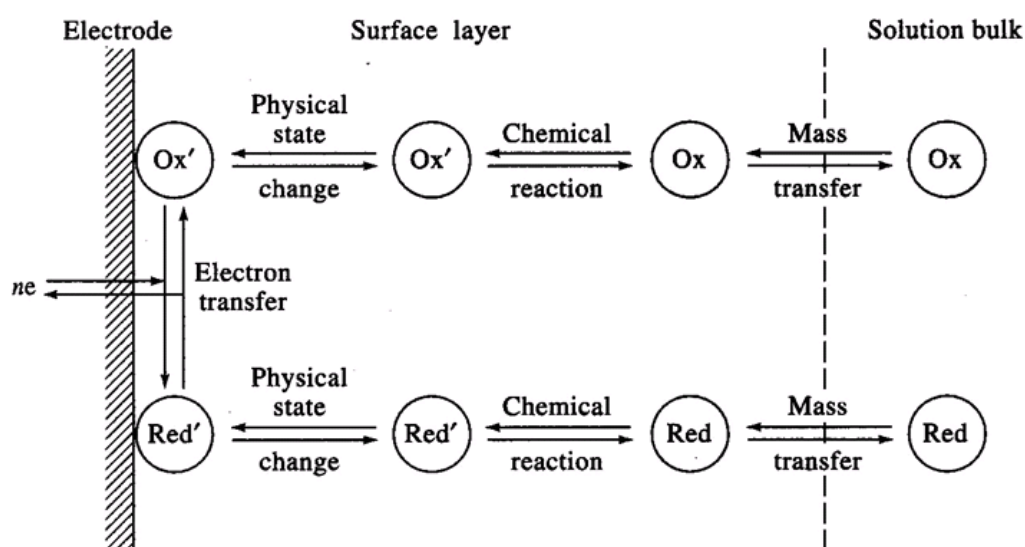 Electrode Surface layer Solution bulk
Physical
state Chemical Mass
Ox′ Ox′ Ox Ox
change reaction transfer
Electron
ne transfer
Physical
state Chemical Mass
Red′ Red′ Red Red
change reaction transfer